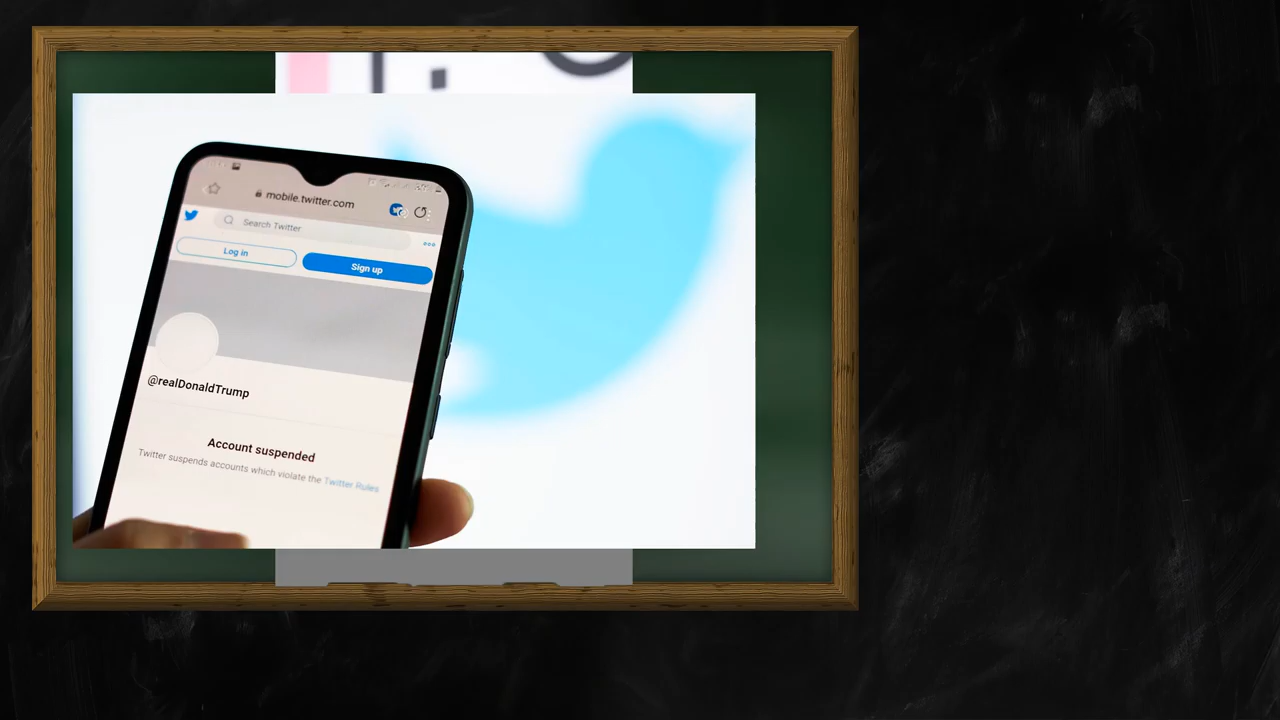 mobile.twitter.com
Search Twitter
Log in
Sign up
@realDonaldTrump
Account suspended
Twitter suspends accounts which violate the Twitter Rules